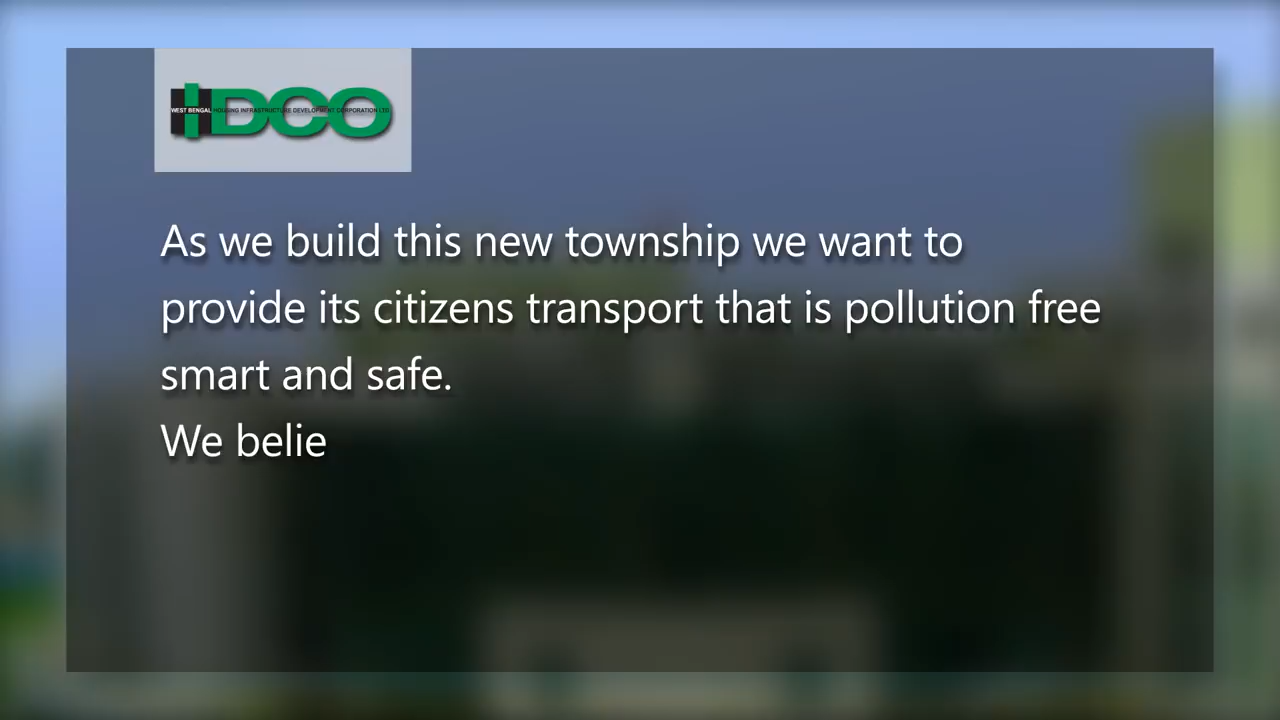 HDCO
WEST BENGAL HOUSING INFRASTRUCTURE DEVELOPMENT CORPORATION LTD
As we build this new township we want to
provide its citizens transport that is pollution free
smart and safe.
We belie